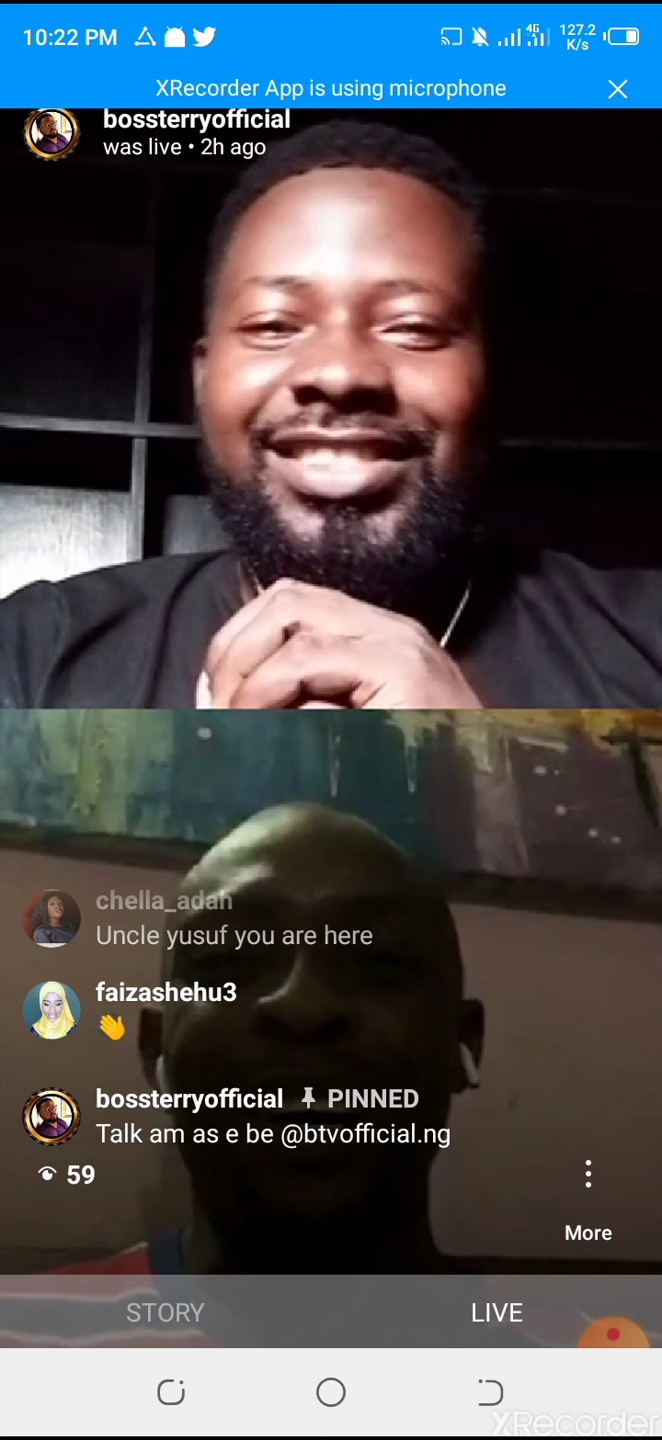 10:22 PM
4G
127.2
K/s
XRecorder App is using microphone
bossterryofficial
was live • 2h ago
chella_adah
Uncle yusuf you are here
faizashehu3
👋
bossterryofficial PINNED
Talk am as e be @btvofficial.ng
59
More
STORY
LIVE
XRecorder